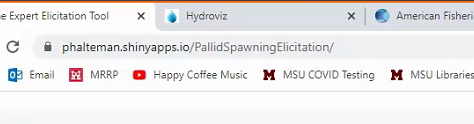 e Expert Elicitation Tool Hydroviz American Fisherin
phalteman.shinyapps.io/PallidSpawningElicitation/
Email MRRP Happy Coffee Music MSU COVID Testing MSU Libraries